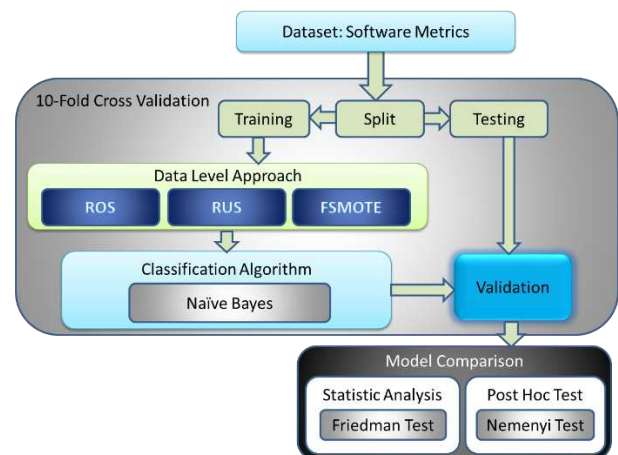 Dataset: Software Metrics
10-Fold Cross Validation
Training
Split
Testing
Data Level Approach
ROS
RUS
FSMOTE
Classification Algorithm
Naïve Bayes
Validation
Model Comparison
Statistic Analysis
Friedman Test
Post Hoc Test
Nemenyi Test